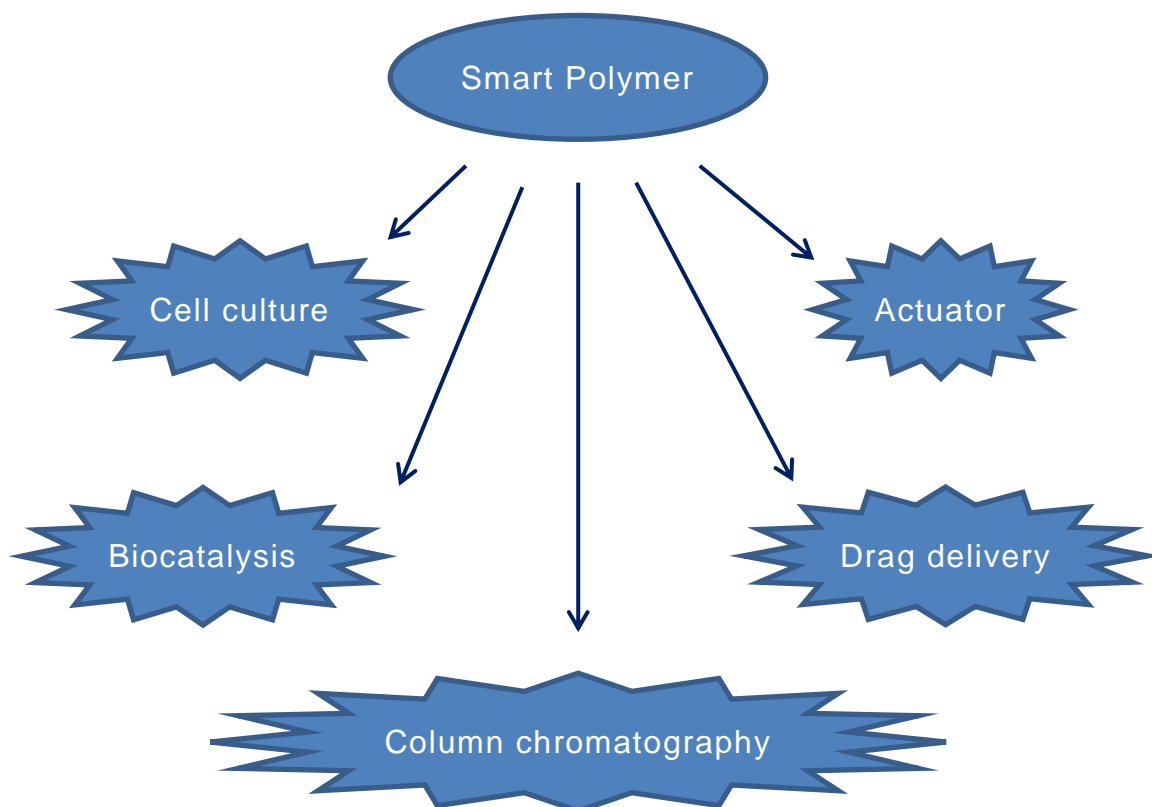 Smart Polymer
Cell culture
Actuator
Biocatalysis
Drag delivery
Column chromatography